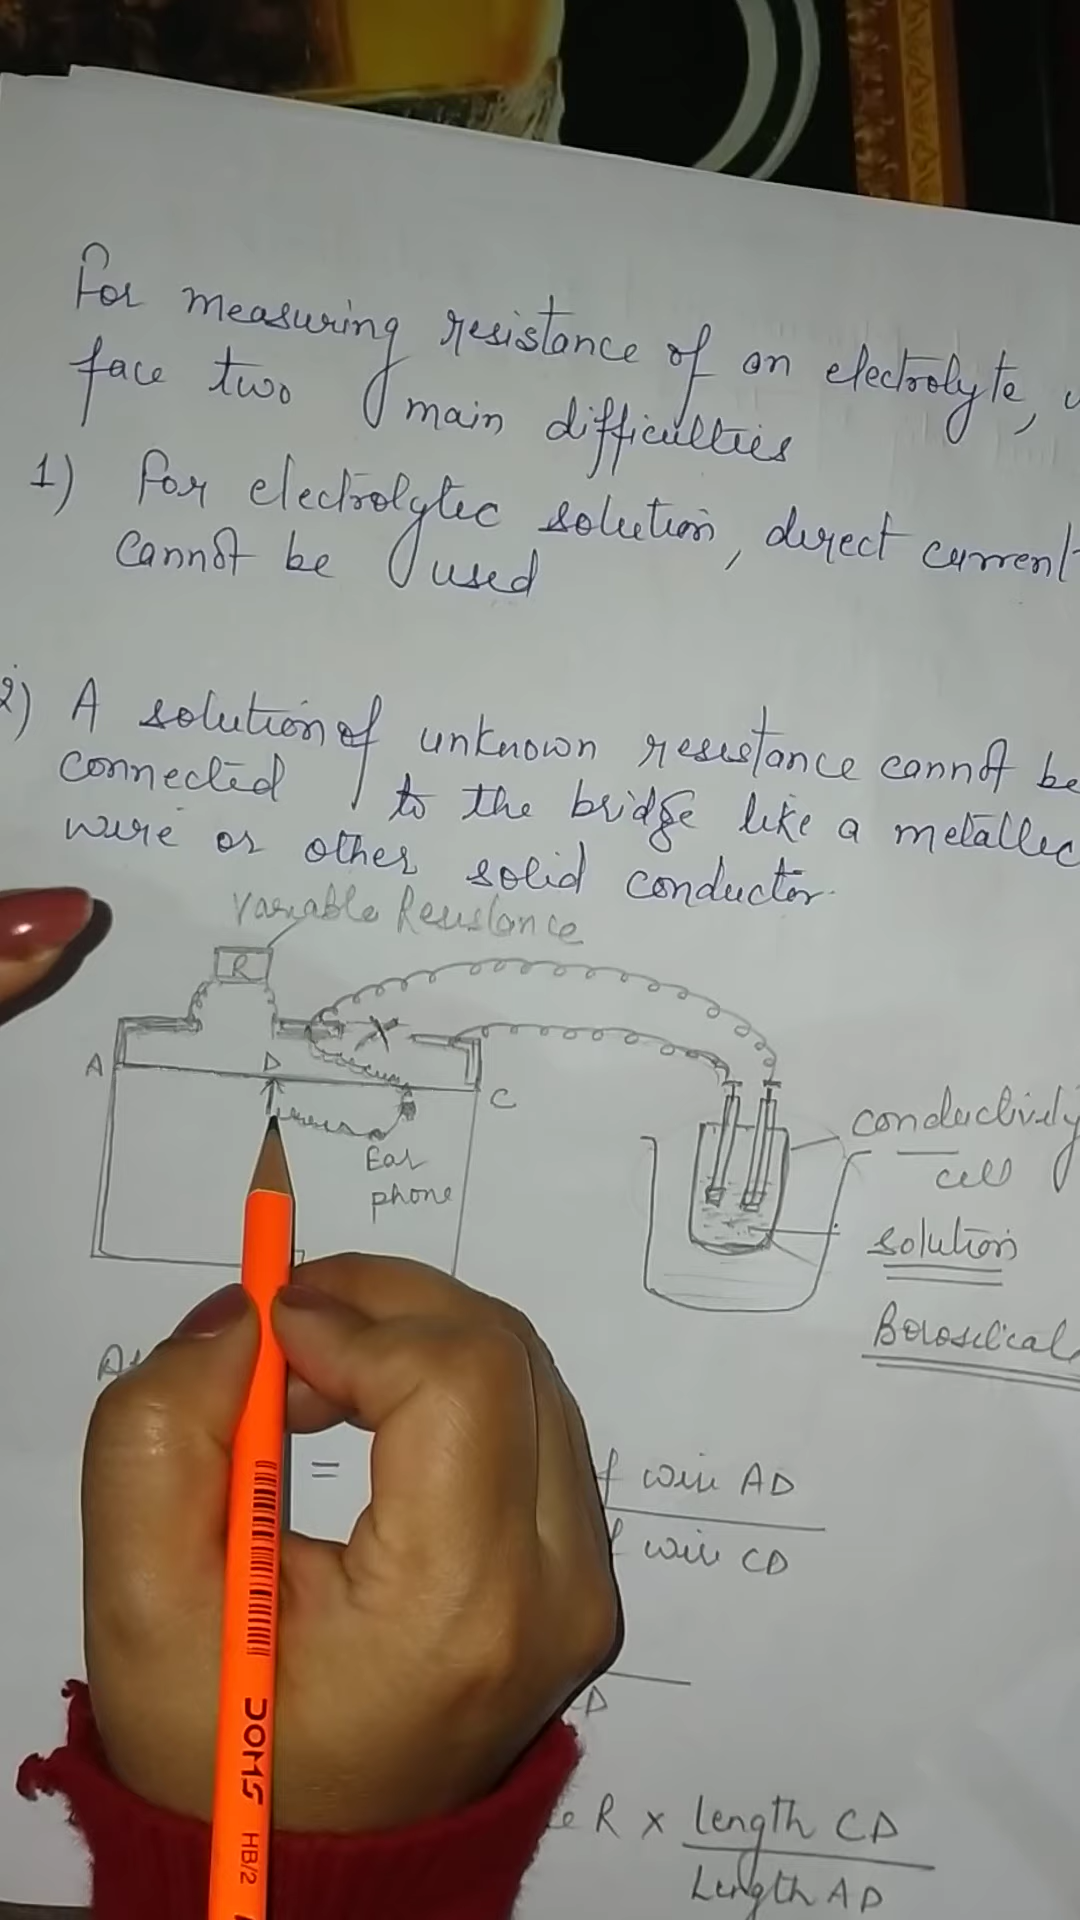 For measuring resistance of an electrolyte,
face two main difficulties
1) For electrolytic solution, direct current
cannot be used
2) A solution of unknown resistance cannot be
connected to the bridge like a metallic
wire or other solid conductor.
Variable Resistance
R
X
A
D
C
Ear
phone
conductivity
cell
solution
=
wire AD
wire CD
D
R x length CD
Length AD
DOMS HB/2